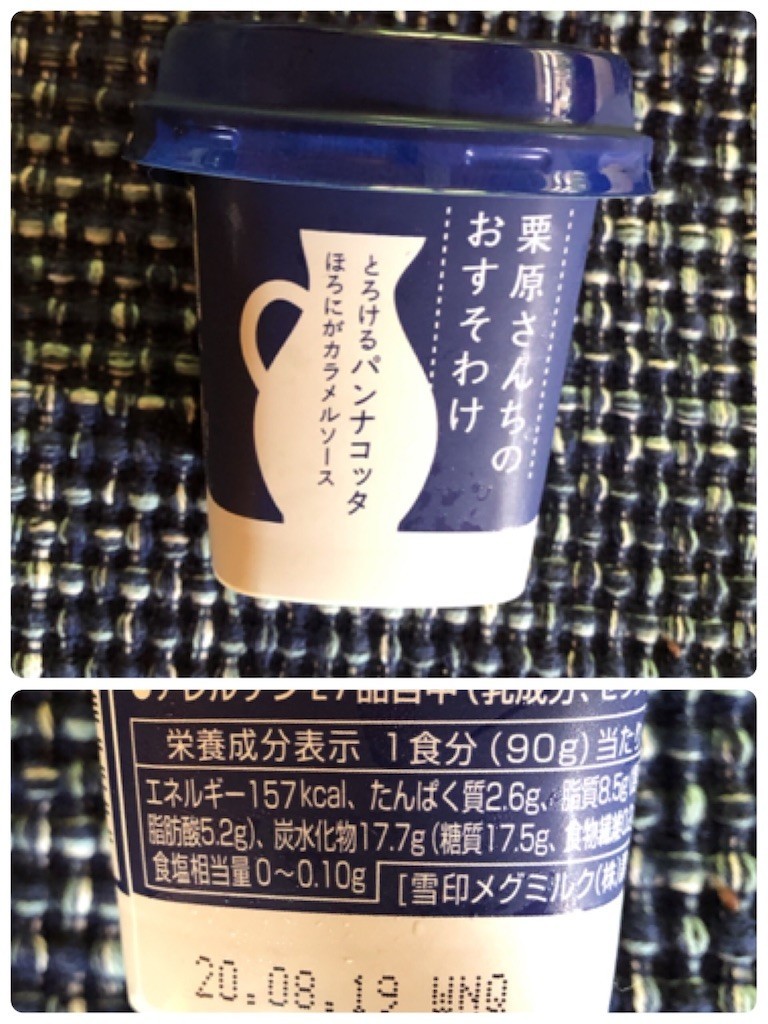 栗原さんちの
おすそわけ
とろけるパンナコッタ
ほろにがカラメルソース
栄養成分表示 1食分(90g)当たり
エネルギー157kcal、たんぱく質2.6g、脂質8.5g
脂肪酸5.2g)、炭水化物17.7g(糖質17.5g、食物繊維
食塩相当量0〜0.10g
[雪印メグミルク(株)
20.08.19 WNQ